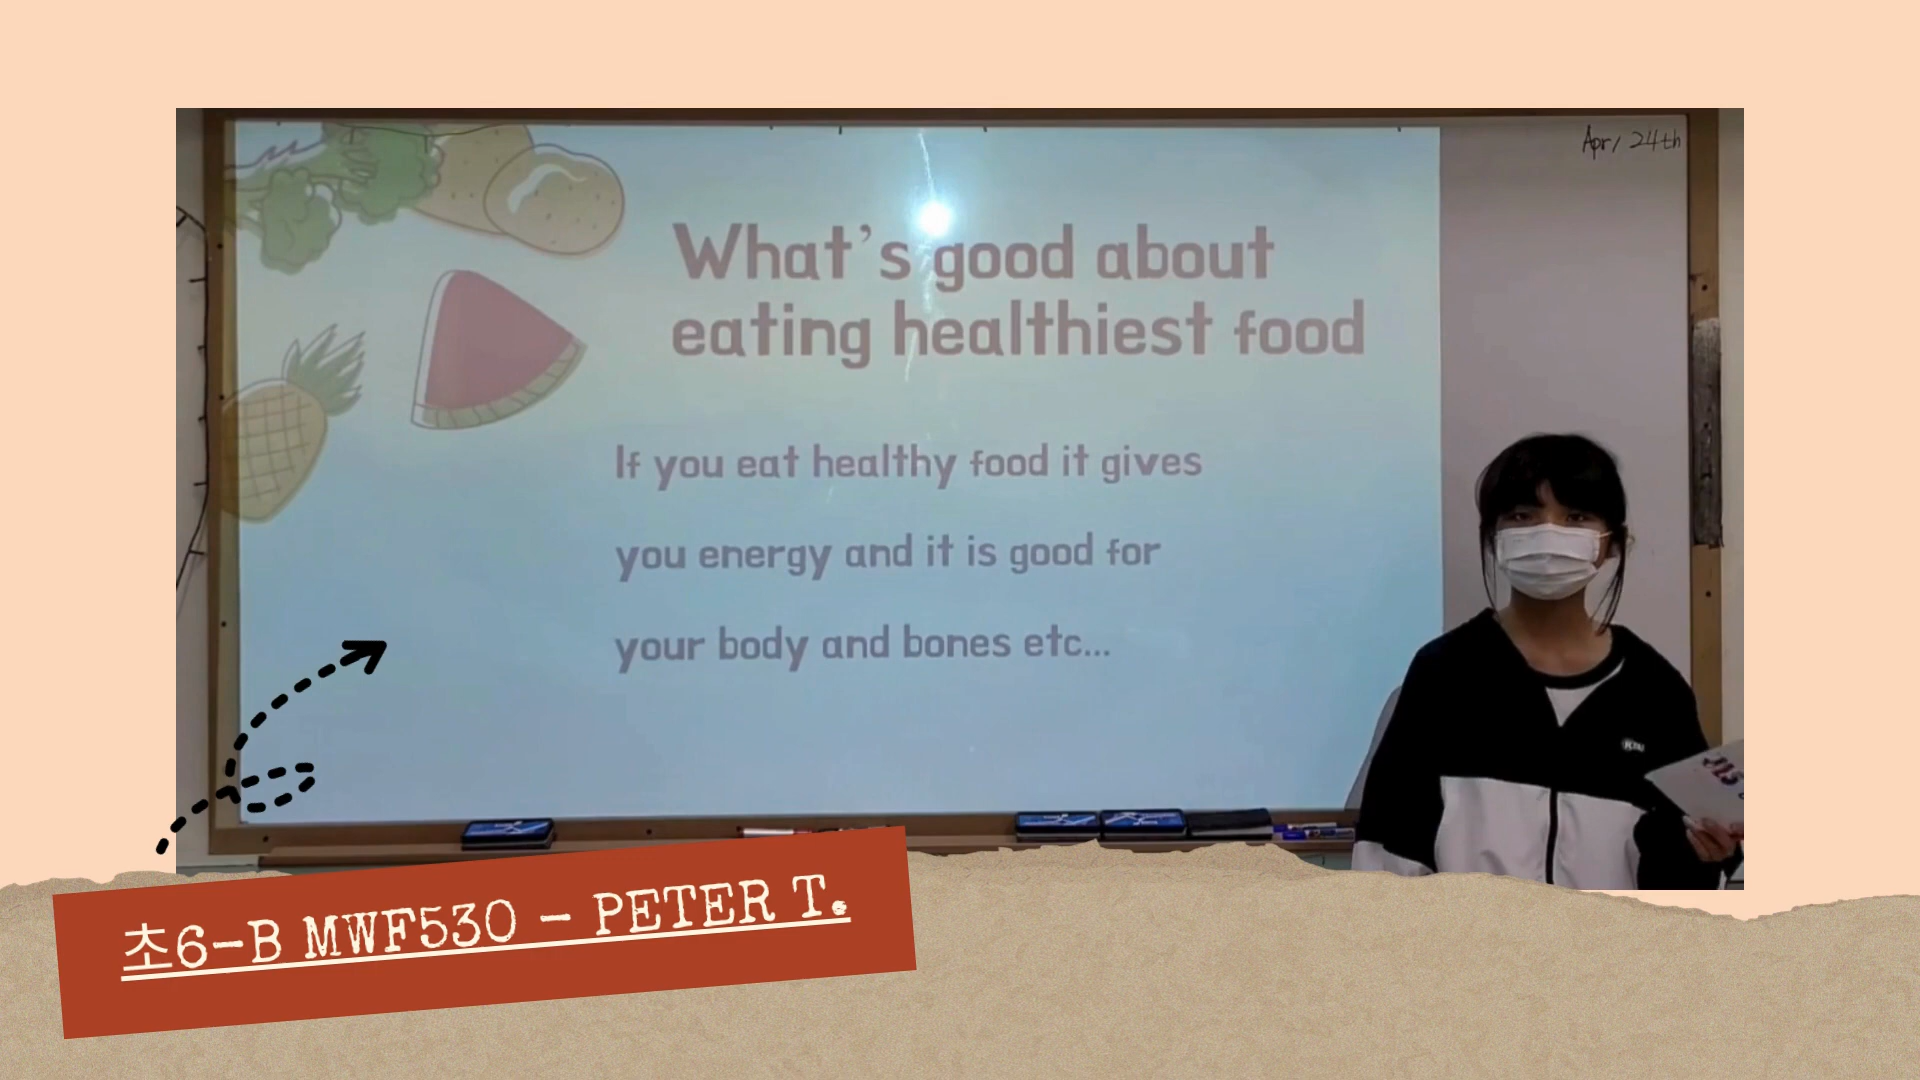 Apr/ 24th
What's good about
eating healthiest food
If you eat healthy food it gives
you energy and it is good for
your body and bones etc...
초6-B MWF530 - PETER T.